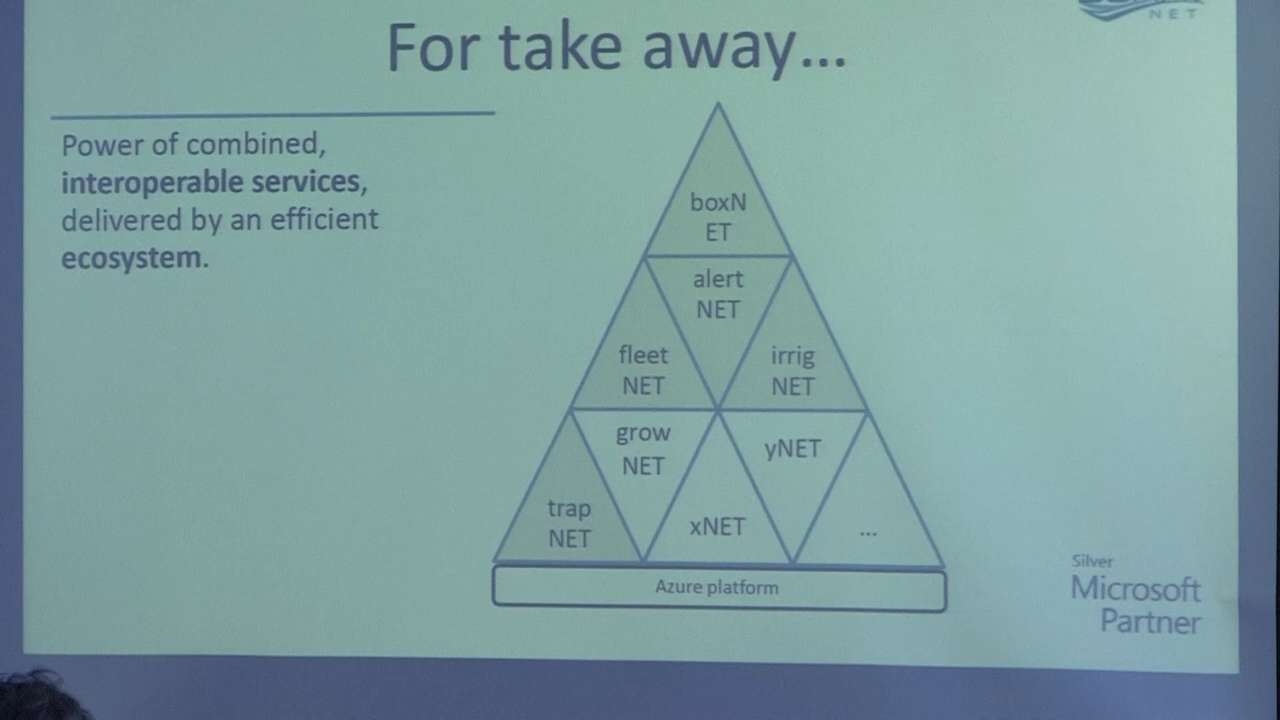 NET
For take away...
Power of combined,
interoperable services,
delivered by an efficient
ecosystem.
boxN
ET
alert
NET
fleet
NET
irrig
NET
grow
NET
yNET
trap
NET
xNET
...
Azure platform
Silver
Microsoft
Partner